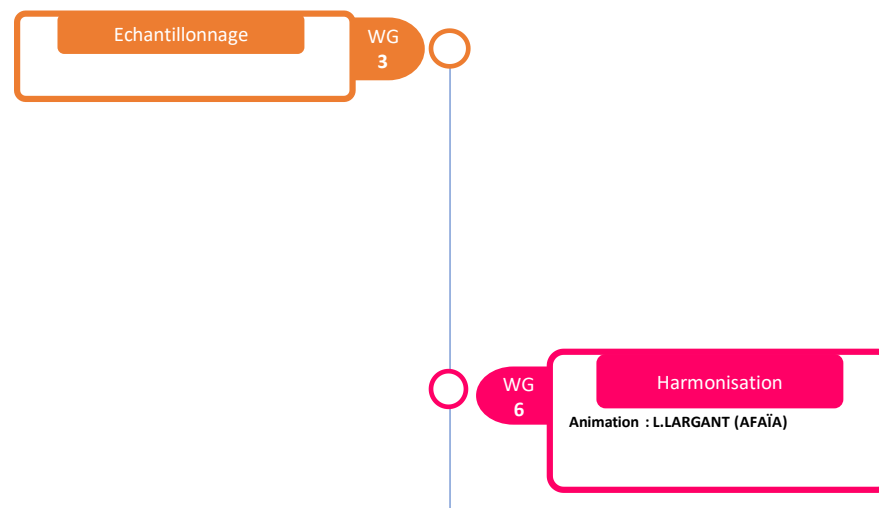 Echantillonnage
WG
3
WG
6
Harmonisation
Animation : L.LARGANT (AFAÏA)